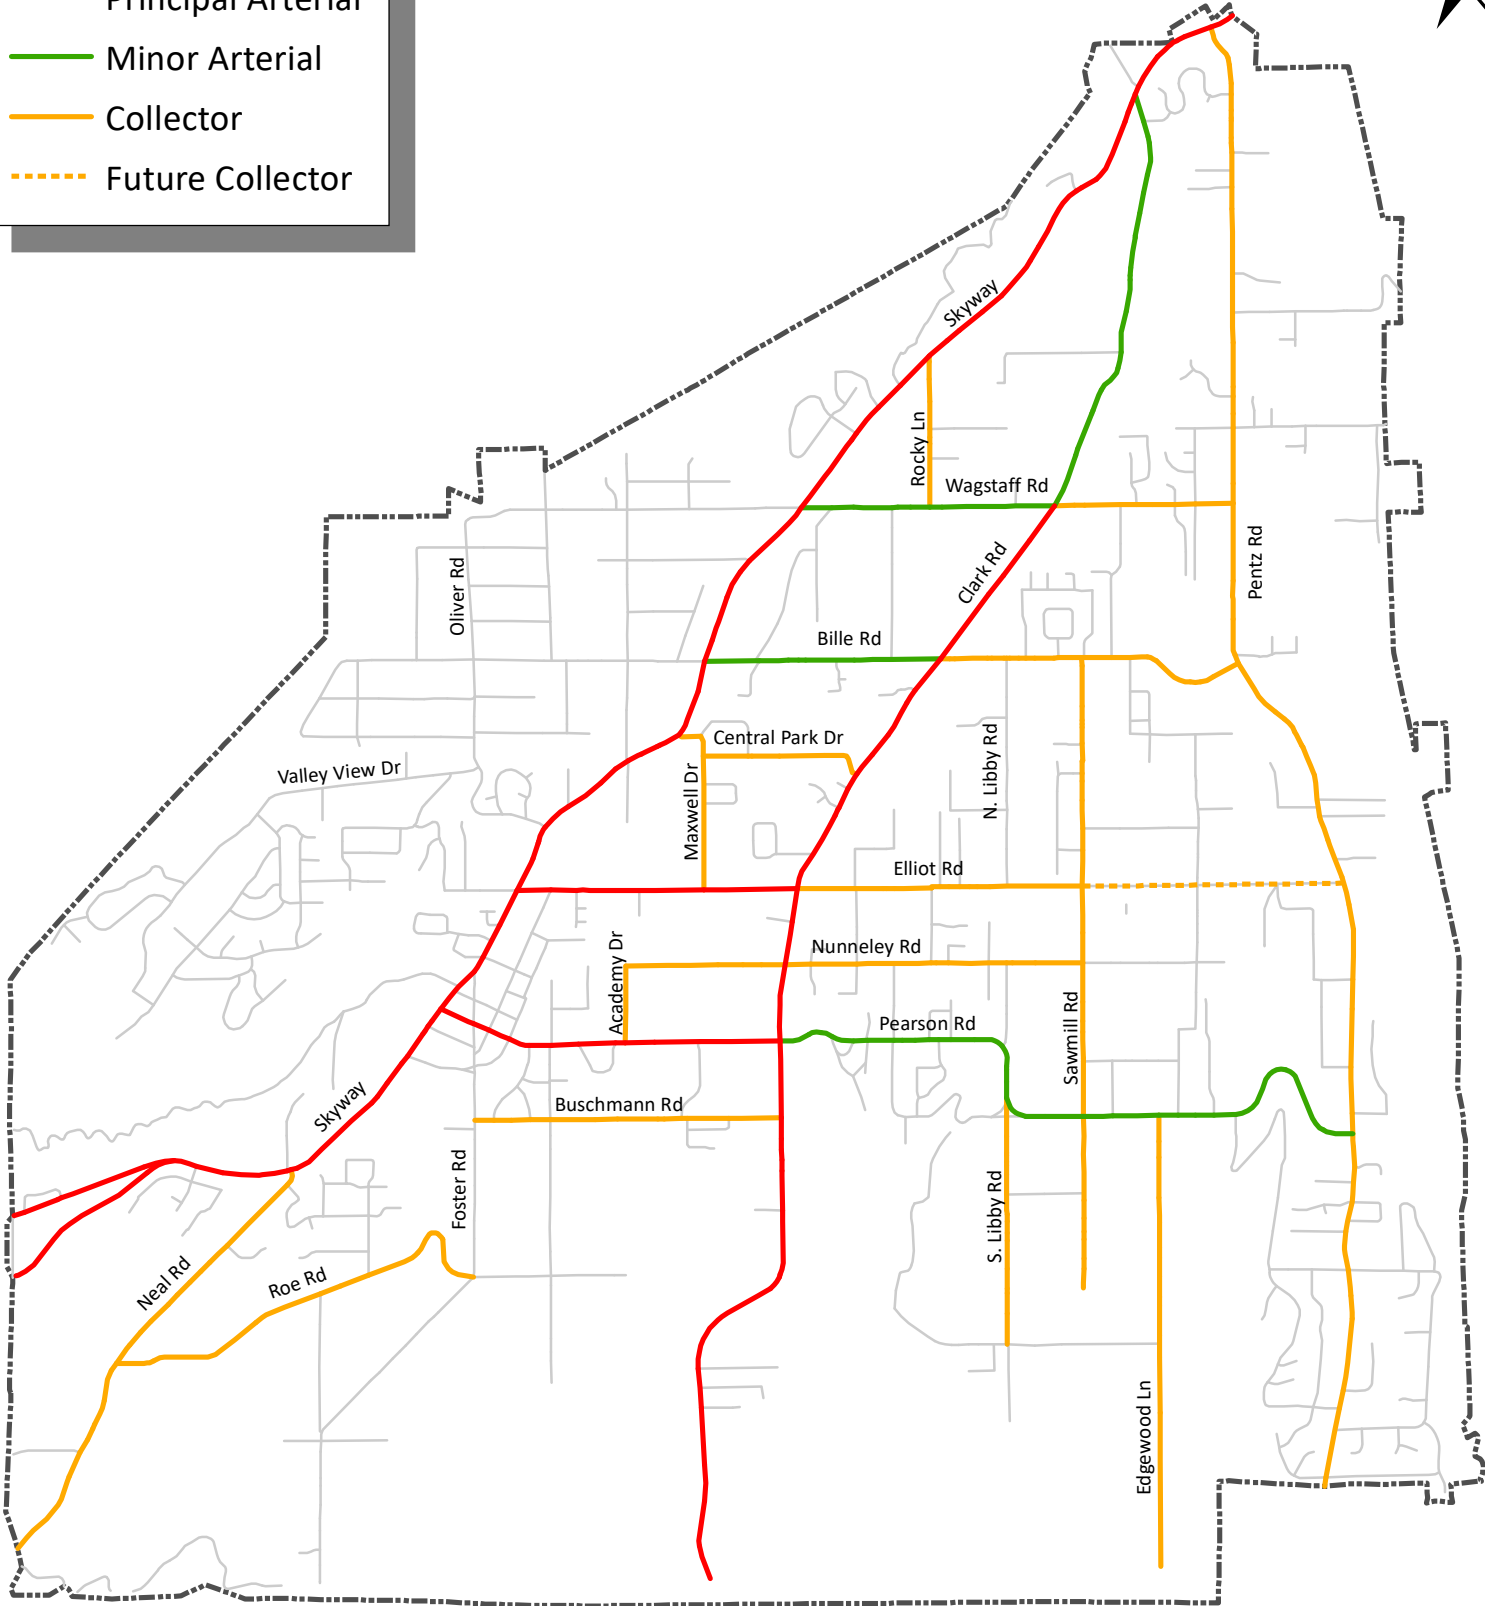 Principal Arterial
Minor Arterial
Collector
Future Collector
Skyway
Rocky Ln
Wagstaff Rd
Pentz Rd
Clark Rd
Oliver Rd
Bille Rd
Central Park Dr
N. Libby Rd
Valley View Dr
Maxwell Dr
Elliot Rd
Academy Dr
Nunneley Rd
Pearson Rd
Sawmill Rd
Skyway
Buschmann Rd
Foster Rd
S. Libby Rd
Neal Rd
Roe Rd
Edgewood Ln